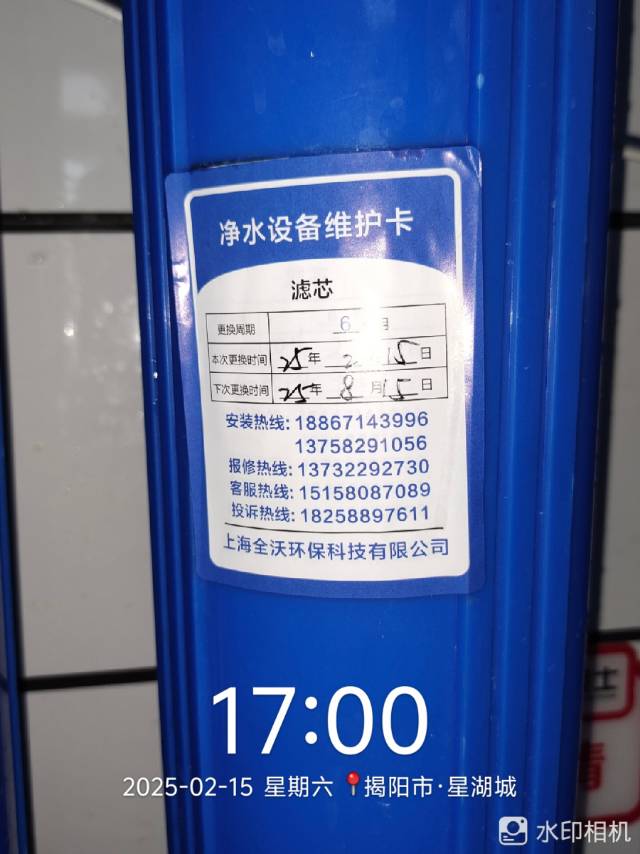 净水设备维护卡
滤芯
更换周期 6 月
本次更换时间 25年 2 15日
下次更换时间 25年 8月15日
安装热线: 18867143996
13758291056
报修热线: 13732292730
客服热线: 15158087089
投诉热线: 18258897611
上海全沃环保科技有限公司
17:00
2025-02-15 星期六 揭阳市·星湖城
水印相机